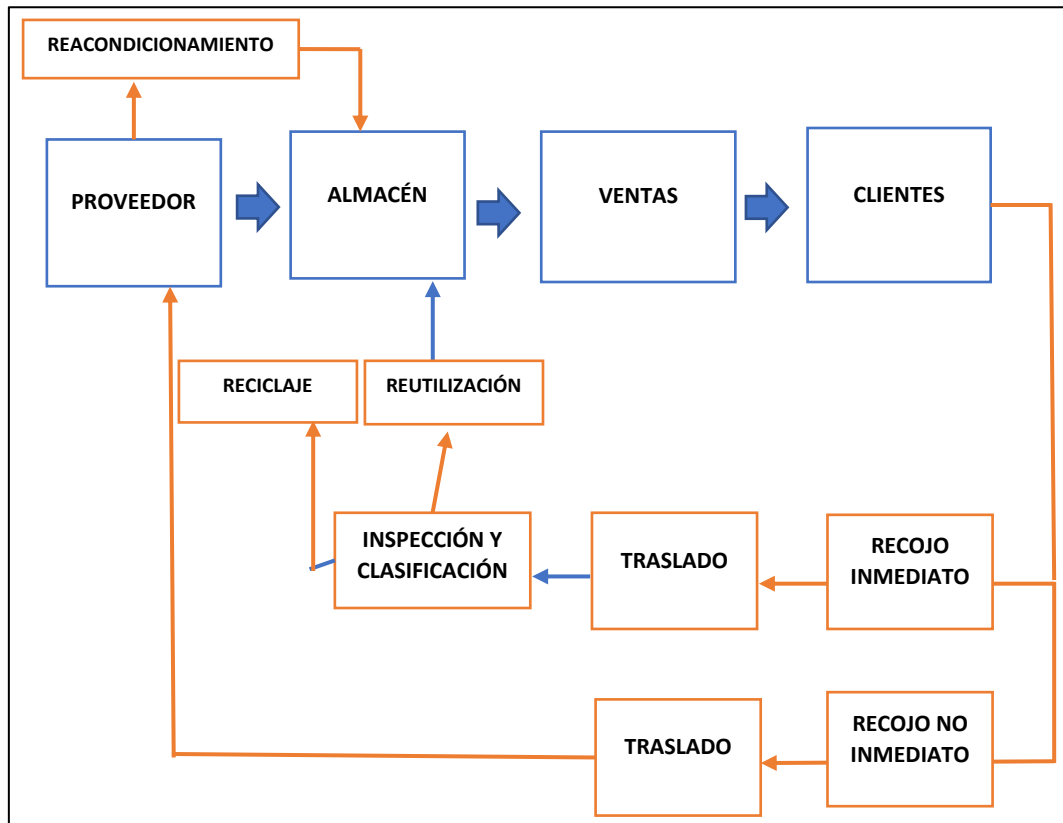 REACONDICIONAMIENTO
PROVEEDOR
ALMACÉN
VENTAS
CLIENTES
RECICLAJE
REUTILIZACIÓN
INSPECCIÓN Y
CLASIFICACIÓN
TRASLADO
RECOJO
INMEDIATO
TRASLADO
RECOJO NO
INMEDIATO